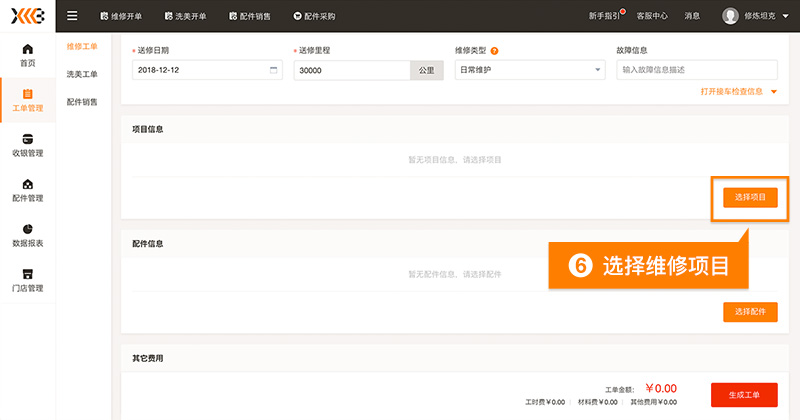 维修开单 洗美开单 配件销售 配件采购 新手指引 客服中心 消息 修炼坦克
首页
工单管理
收银管理
配件管理
数据报表
门店管理
维修工单
洗美工单
配件销售
* 送修日期 * 送修里程 维修类型 ? 故障信息
2018-12-12 30000 公里 日常维护 输入故障信息描述
打开接车检查信息
项目信息
暂无项目信息，请选择项目
选择项目
配件信息
6 选择维修项目
暂无配件信息，请选择配件
选择配件
其它费用
工单金额： ￥0.00
工时费￥0.00 材料费￥0.00 其他费用￥0.00
生成工单